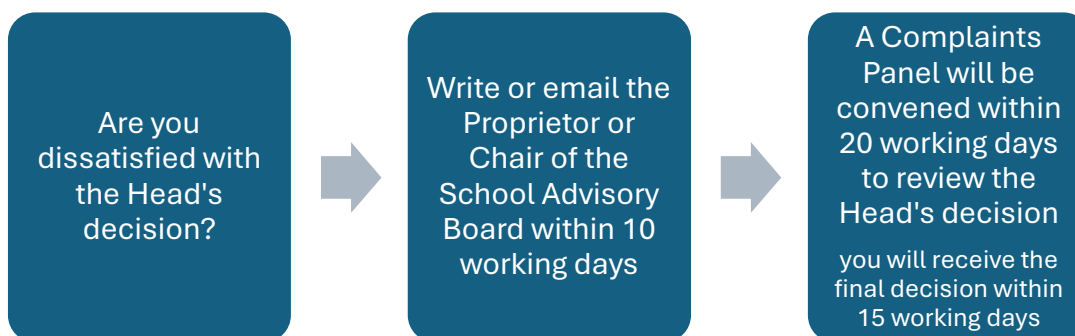 Are you
dissatisfied with
the Head's
decision?
Write or email the
Proprietor or
Chair of the
School Advisory
Board within 10
working days
A Complaints
Panel will be
convened within
20 working days
to review the
Head's decision
you will receive the
final decision within
15 working days